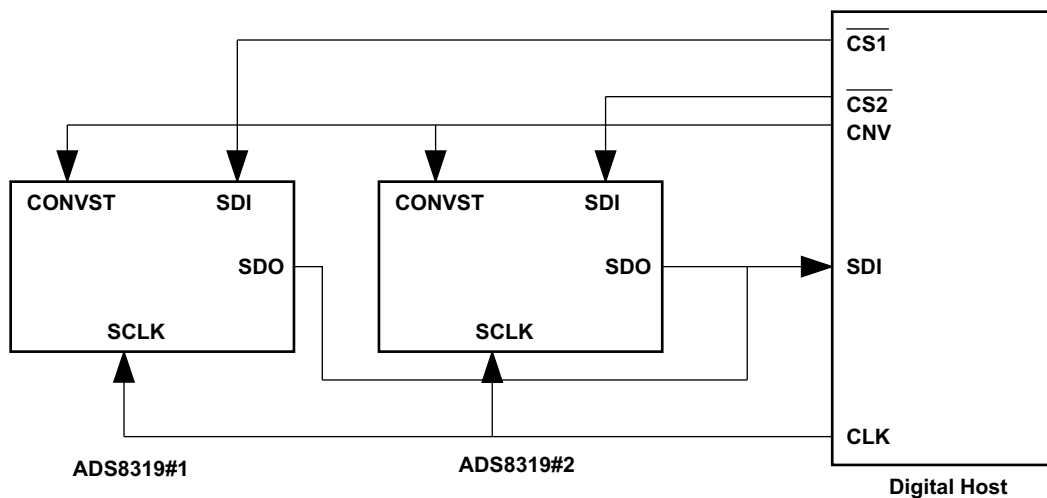 CS1
CS2
CNV
CONVST SDI
CONVST SDI
SDO
SDO
SDI
SCLK
SCLK
CLK
ADS8319#1
ADS8319#2
Digital Host